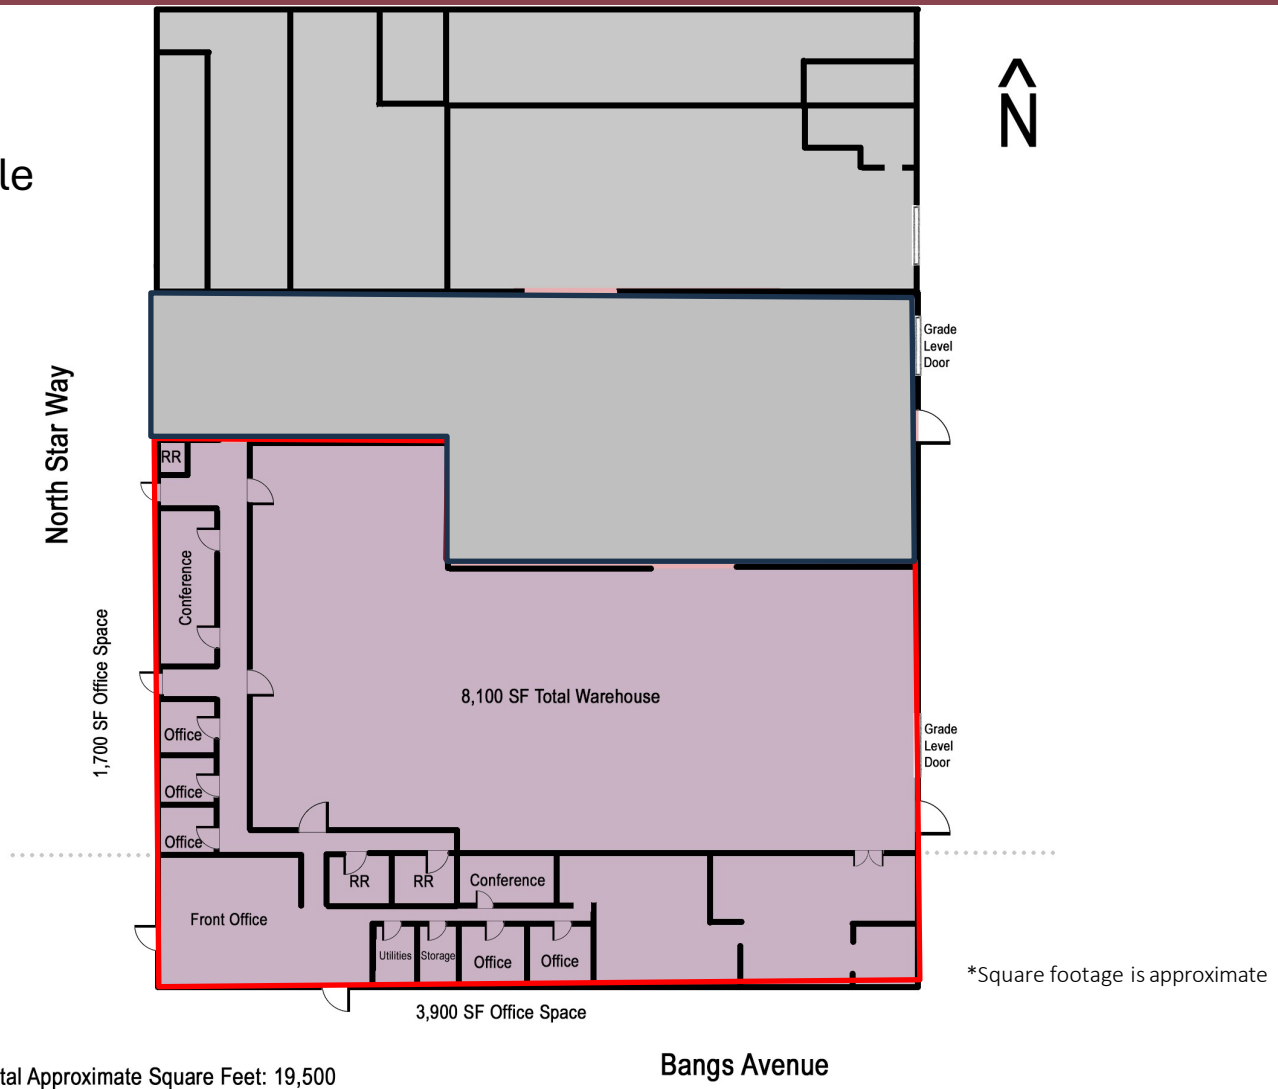 N
le
Grade
Level
Door
North Star Way
RR
Conference
1,700 SF Office Space
8,100 SF Total Warehouse
Office
Office
Office
Grade
Level
Door
RR
RR
Conference
Front Office
Utilities
Storage
Office
Office
*Square footage is approximate
3,900 SF Office Space
Bangs Avenue
tal Approximate Square Feet: 19,500